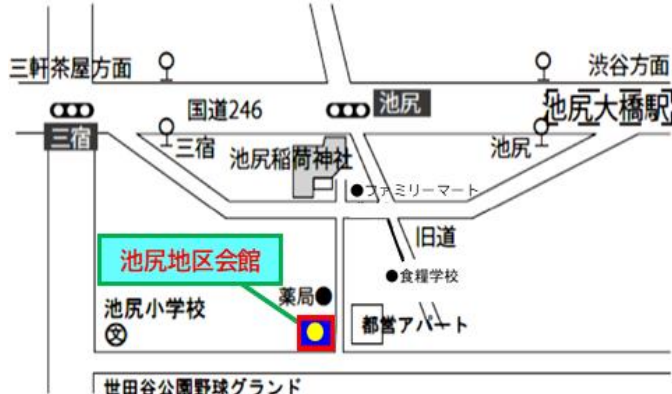 三軒茶屋方面
渋谷方面
国道246
池尻
池尻大橋駅
三宿
三宿
池尻稲荷神社
池尻
●ファミリーマート
旧道
池尻地区会館
●食糧学校
薬局●
池尻小学校
文
都営アパート
世田谷公園野球グランド